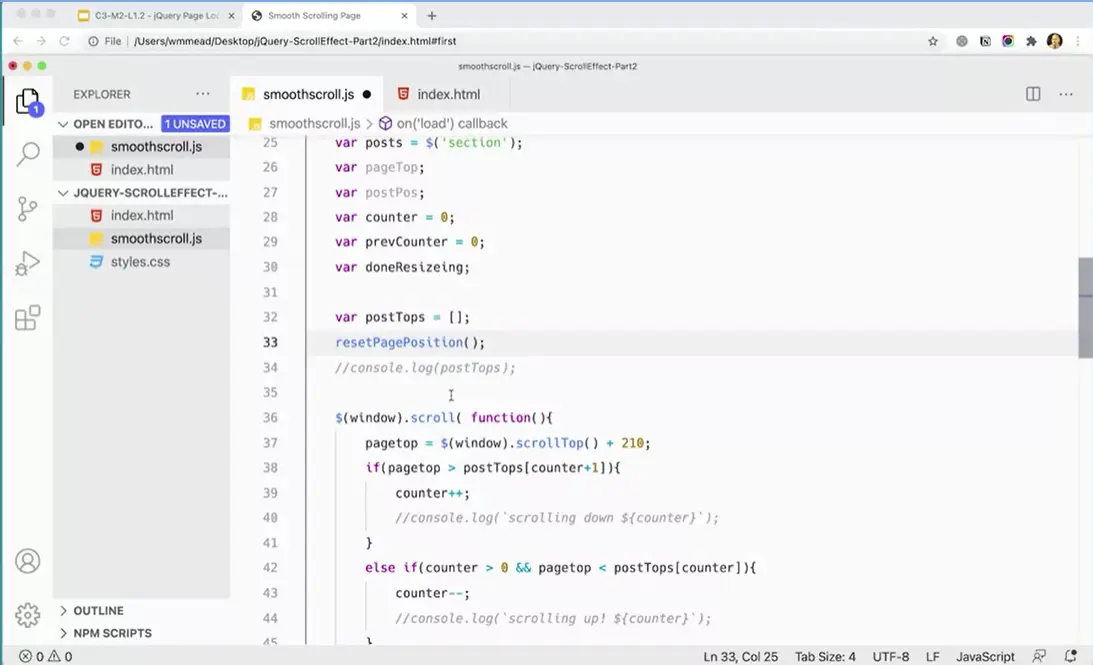 C3-M2-L1.2 - jQuery Page Loa
Smooth Scrolling Page
File /Users/wmmead/Desktop/jQuery-ScrollEffect-Part2/index.html#first
smoothscroll.js — jQuery-ScrollEffect-Part2
EXPLORER
smoothscroll.js
index.html
OPEN EDITO... 1 UNSAVED
smoothscroll.js > on('load') callback
1
smoothscroll.js
index.html
JQUERY-SCROLLEFFECT-...
index.html
smoothscroll.js
styles.css
OUTLINE
NPM SCRIPTS
25 var posts = $('section');
26 var pageTop;
27 var postPos;
28 var counter = 0;
29 var prevCounter = 0;
30 var doneResizeing;
31
32 var postTops = [];
33 resetPagePosition();
34 //console.log(postTops);
35
36 $(window).scroll( function(){
37 pagetop = $(window).scrollTop() + 210;
38 if(pagetop > postTops[counter+1]){
39 counter++;
40 //console.log(`scrolling down ${counter}`);
41 }
42 else if(counter > 0 && pagetop < postTops[counter]){
43 counter--;
44 //console.log(`scrolling up! ${counter}`);
45 }
0 0 Ln 33, Col 25 Tab Size: 4 UTF-8 LF JavaScript